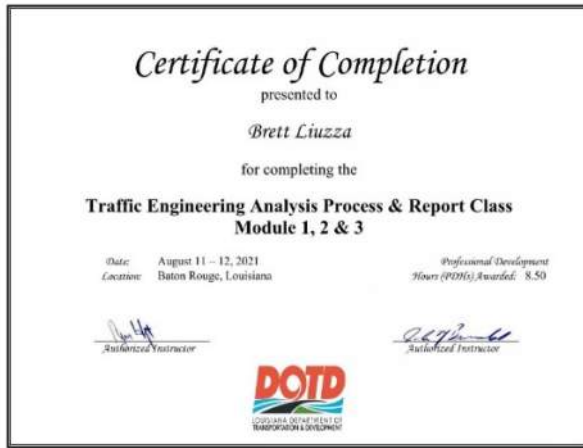 Certificate of Completion
presented to
Brett Liuzza
for completing the
Traffic Engineering Analysis Process & Report Class
Module 1, 2 & 3
Date: August 11 – 12, 2021
Location: Baton Rouge, Louisiana
Professional Development
Hours (PDHs) Awarded: 8.50
Authorized Instructor
Authorized Instructor
DOTD
LOUISIANA DEPARTMENT OF
TRANSPORTATION & DEVELOPMENT